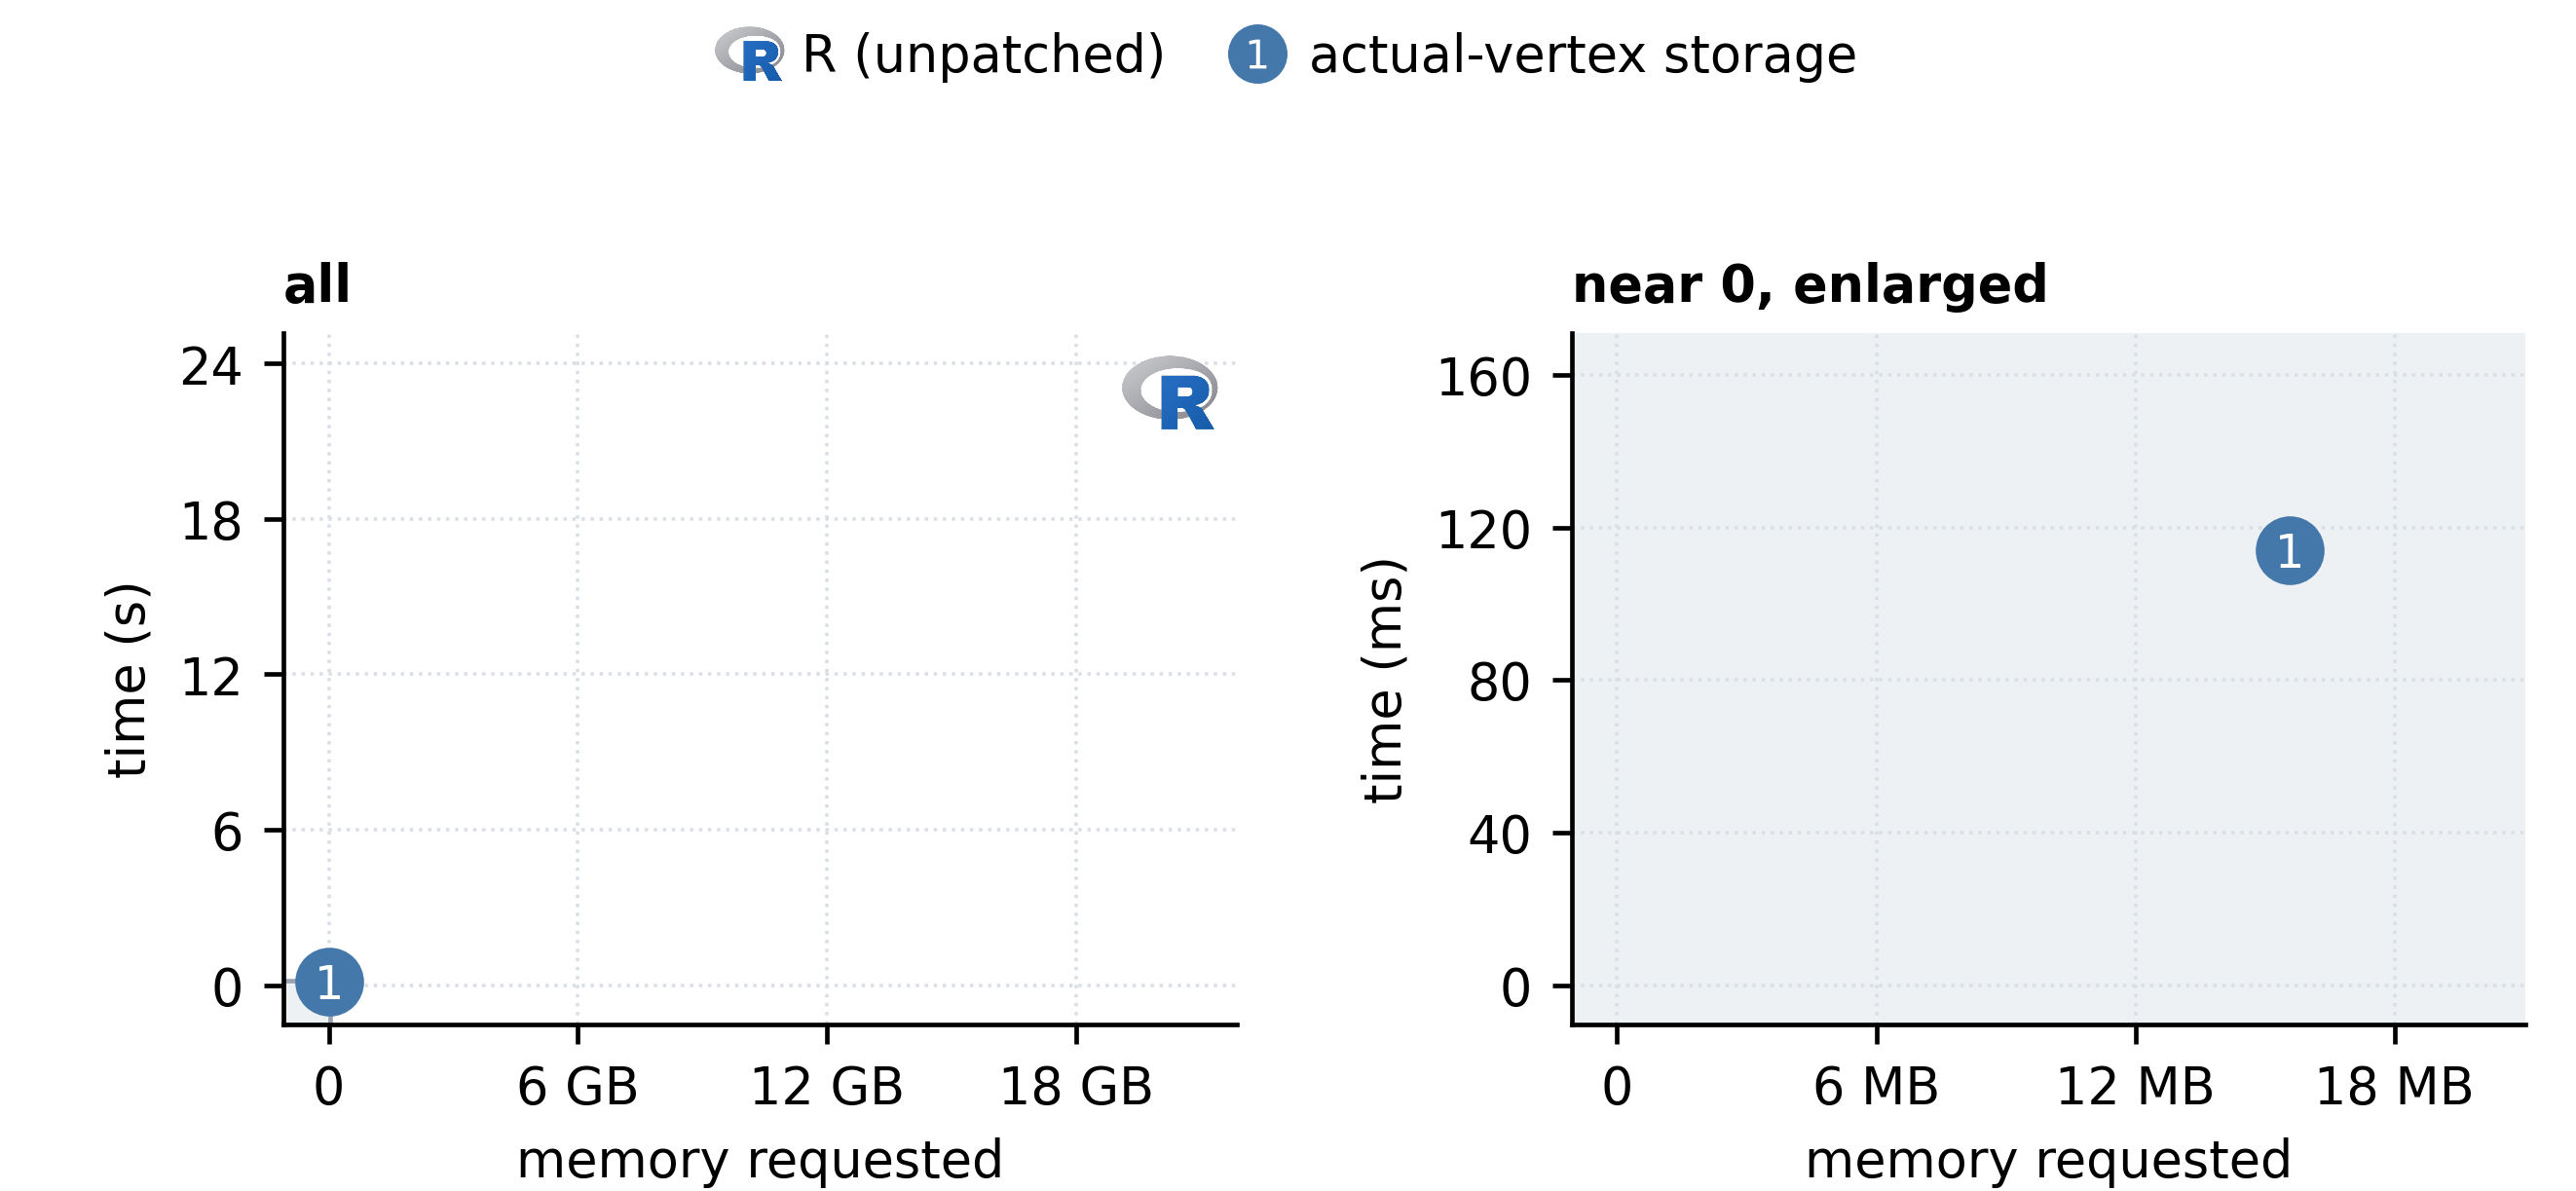 R R (unpatched) 1 actual-vertex storage
all
24
18
12
6
0
time (s)
R
1
0 6 GB 12 GB 18 GB
memory requested
near 0, enlarged
160
120
80
40
0
time (ms)
1
0 6 MB 12 MB 18 MB
memory requested